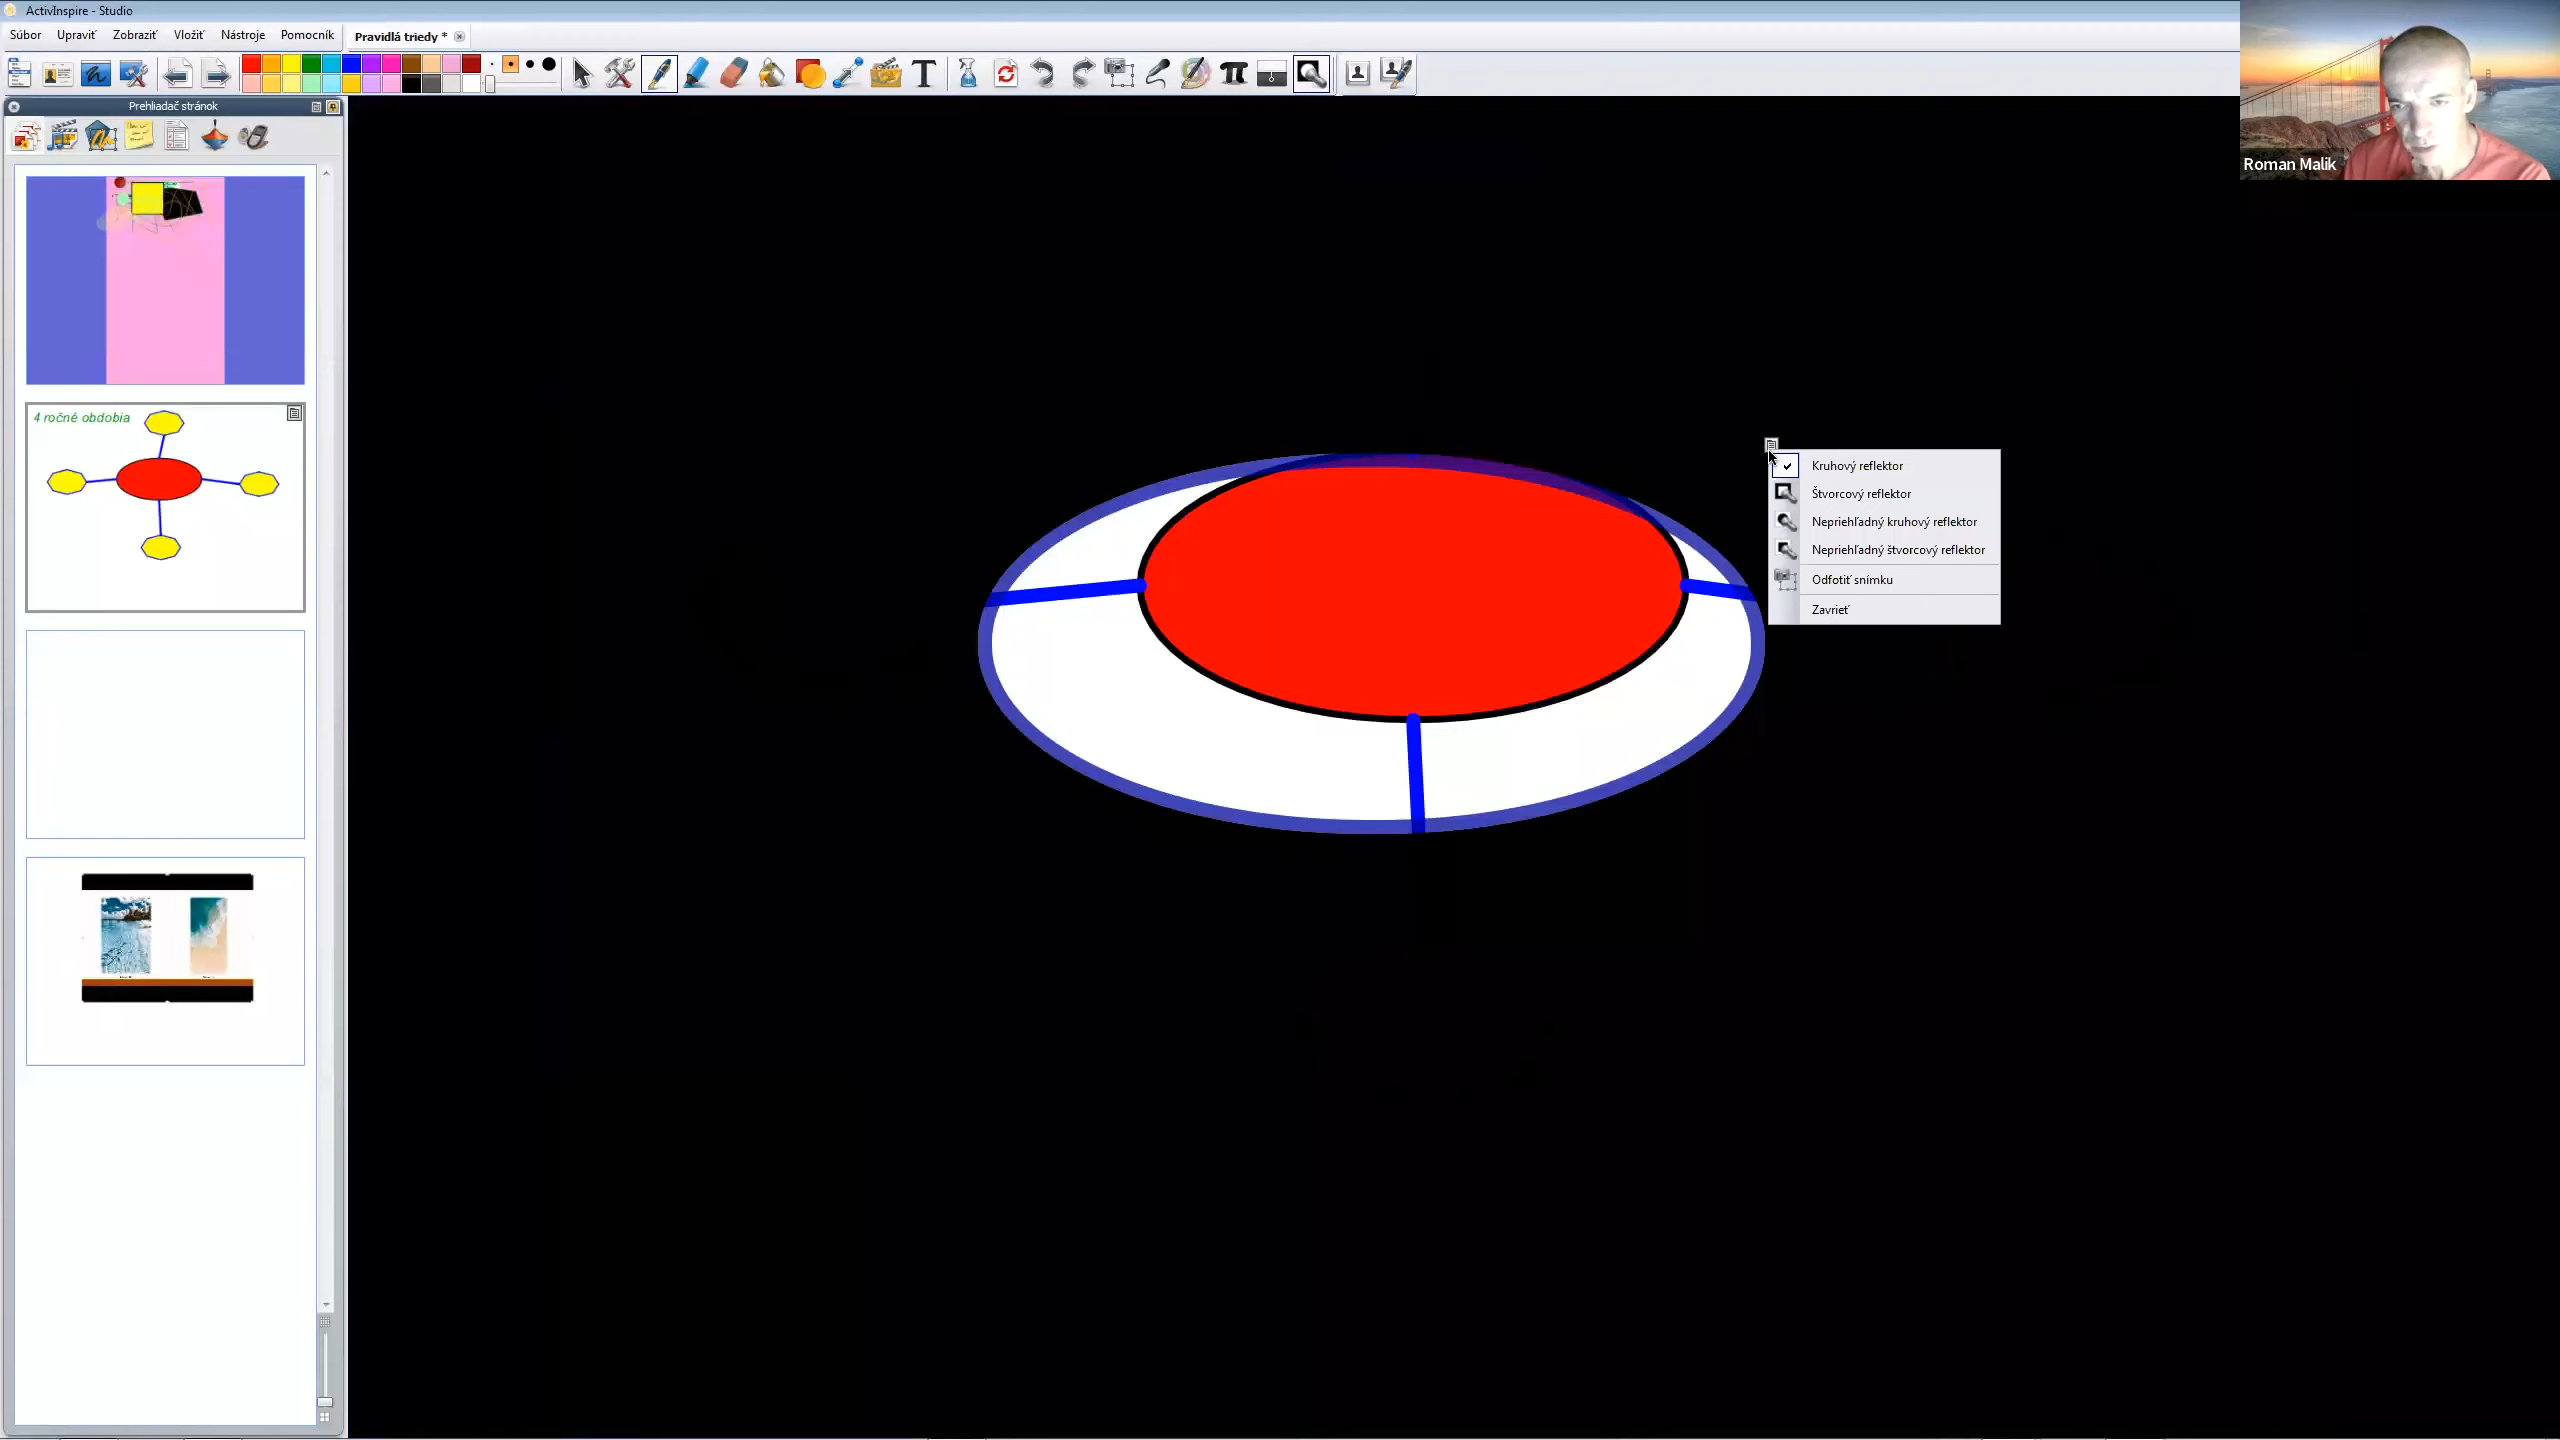 ActivInspire - Studio
Súbor Upraviť Zobraziť Vložiť Nástroje Pomocník
Pravidlá triedy *
T
π
Prehliadač stránok
4 ročné obdobia
Roman Malik
Kruhový reflektor
Štvorcový reflektor
Nepriehľadný kruhový reflektor
Nepriehľadný štvorcový reflektor
Odfotiť snímku
Zavrieť